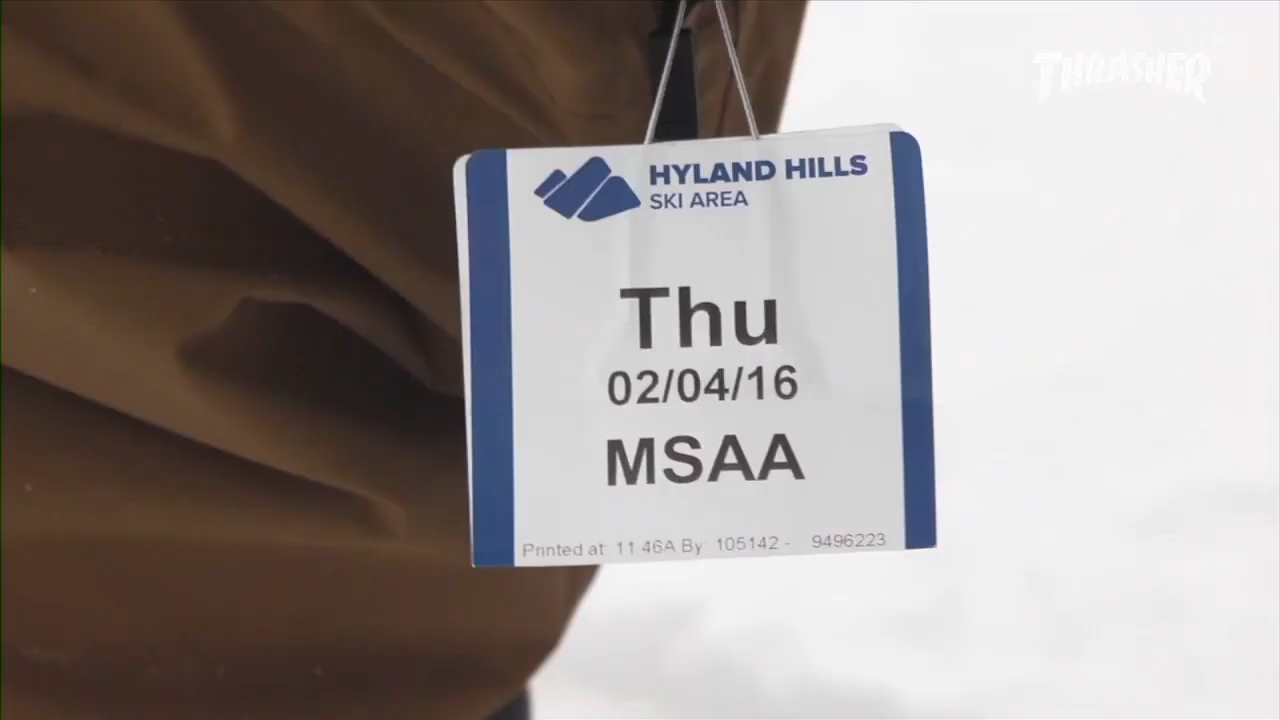 THRASHER
HYLAND HILLS
SKI AREA
Thu
02/04/16
MSAA
Printed at 11 46A By 105142 - 9496223